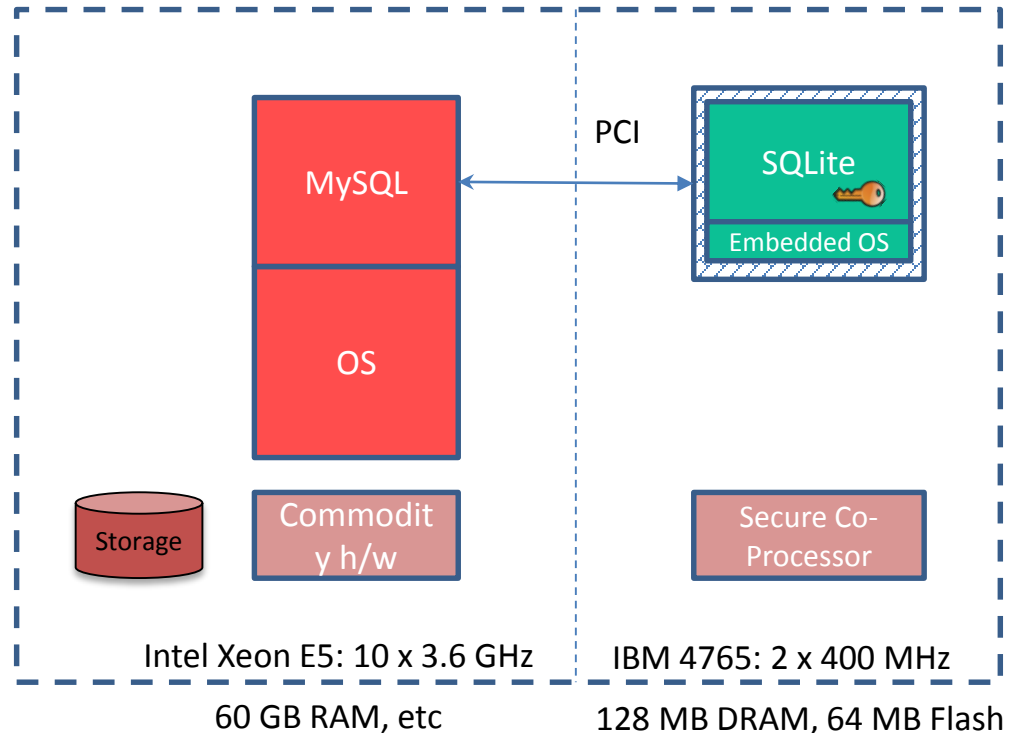 PCI
MySQL
SQLite
Embedded OS
OS
Storage
Commodit
y h/w
Secure Co-
Processor
Intel Xeon E5: 10 x 3.6 GHz
IBM 4765: 2 x 400 MHz
60 GB RAM, etc
128 MB DRAM, 64 MB Flash